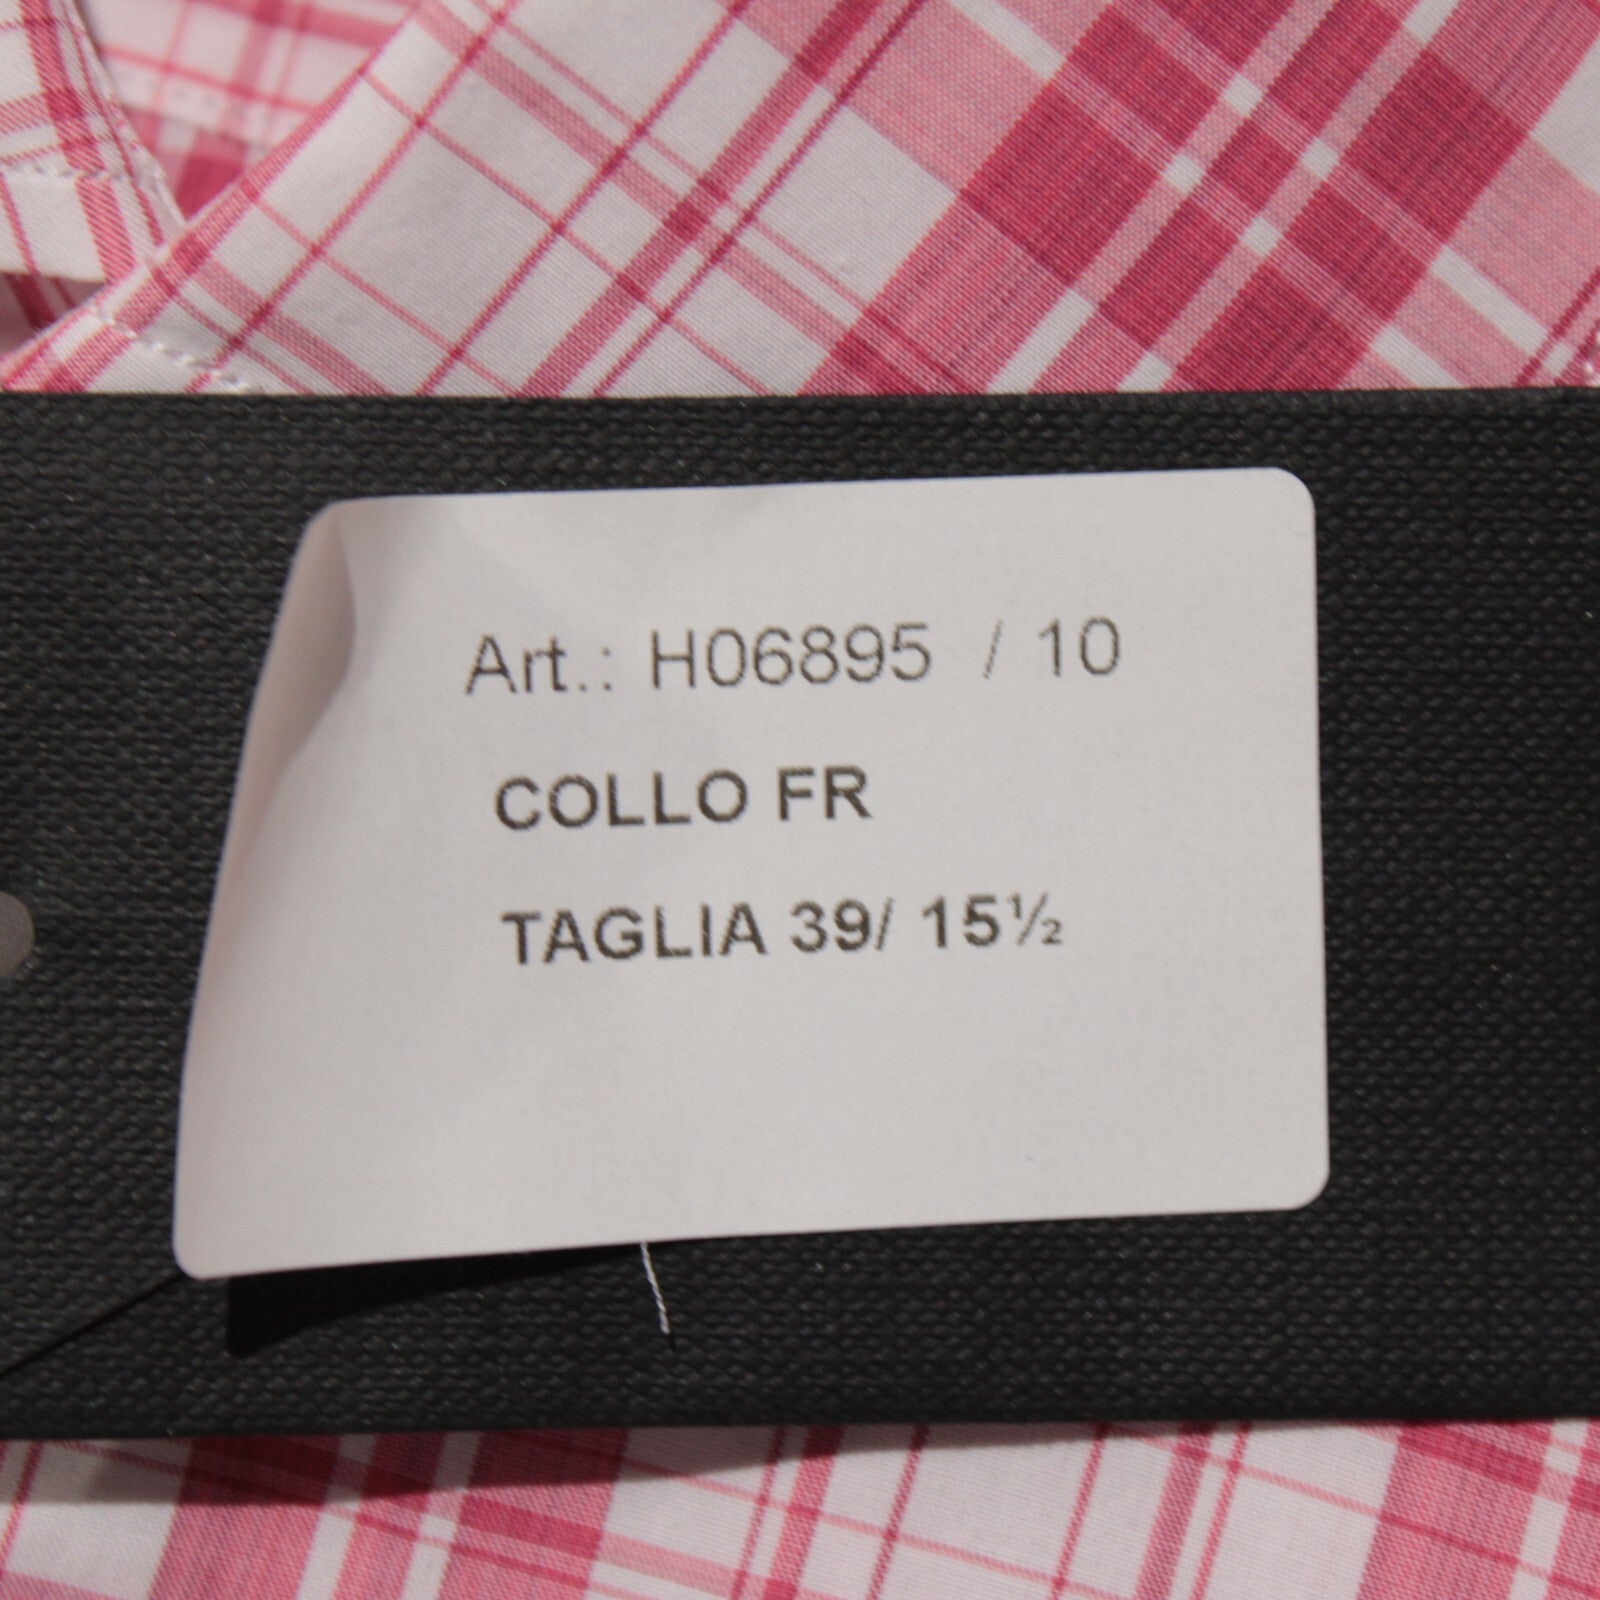 Art.: H06895 / 10
COLLO FR
TAGLIA 39/ 15½